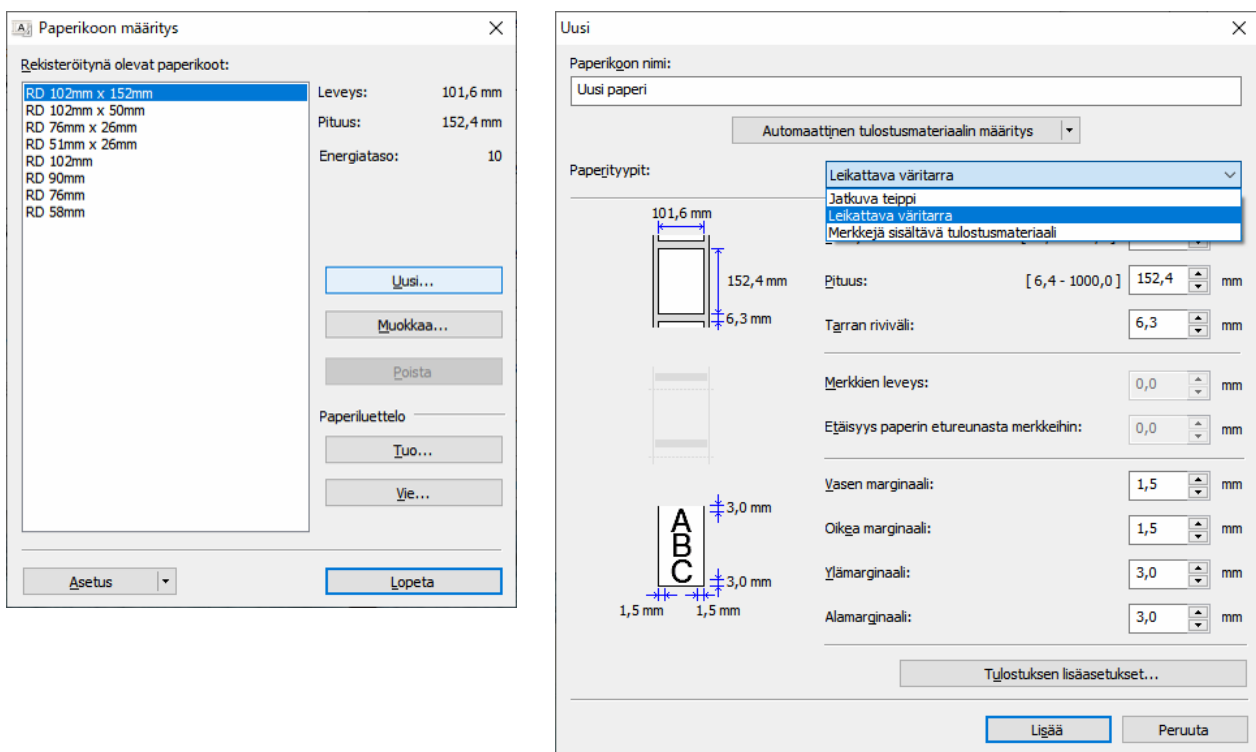 Paperikoon määritys
Rekisteröitynä olevat paperikoot:
RD 102mm x 152mm
RD 102mm x 50mm
RD 76mm x 26mm
RD 51mm x 26mm
RD 102mm
RD 90mm
RD 76mm
RD 58mm
Leveys: 101,6 mm
Pituus: 152,4 mm
Energiataso: 10
Uusi...
Muokkaa...
Poista
Paperiluettelo
Tuo...
Vie...
Asetus
Lopeta
Uusi
Paperikoon nimi:
Uusi paperi
Automaattinen tulostusmateriaalin määritys
Paperityypit: Leikattava väritarra
Jatkuva teippi
Leikattava väritarra
Merkkejä sisältävä tulostusmateriaali
101,6 mm
152,4 mm
6,3 mm
Pituus: [ 6,4 - 1000,0 ] 152,4 mm
Tarran riviväli: 6,3 mm
Merkkien leveys: 0,0 mm
Etäisyys paperin etureunasta merkkeihin: 0,0 mm
Vasen marginaali: 1,5 mm
Oikea marginaali: 1,5 mm
Ylämarginaali: 3,0 mm
Alamarginaali: 3,0 mm
3,0 mm
A
B
C
3,0 mm
1,5 mm 1,5 mm
Tulostuksen lisäasetukset...
Lisää
Peruuta